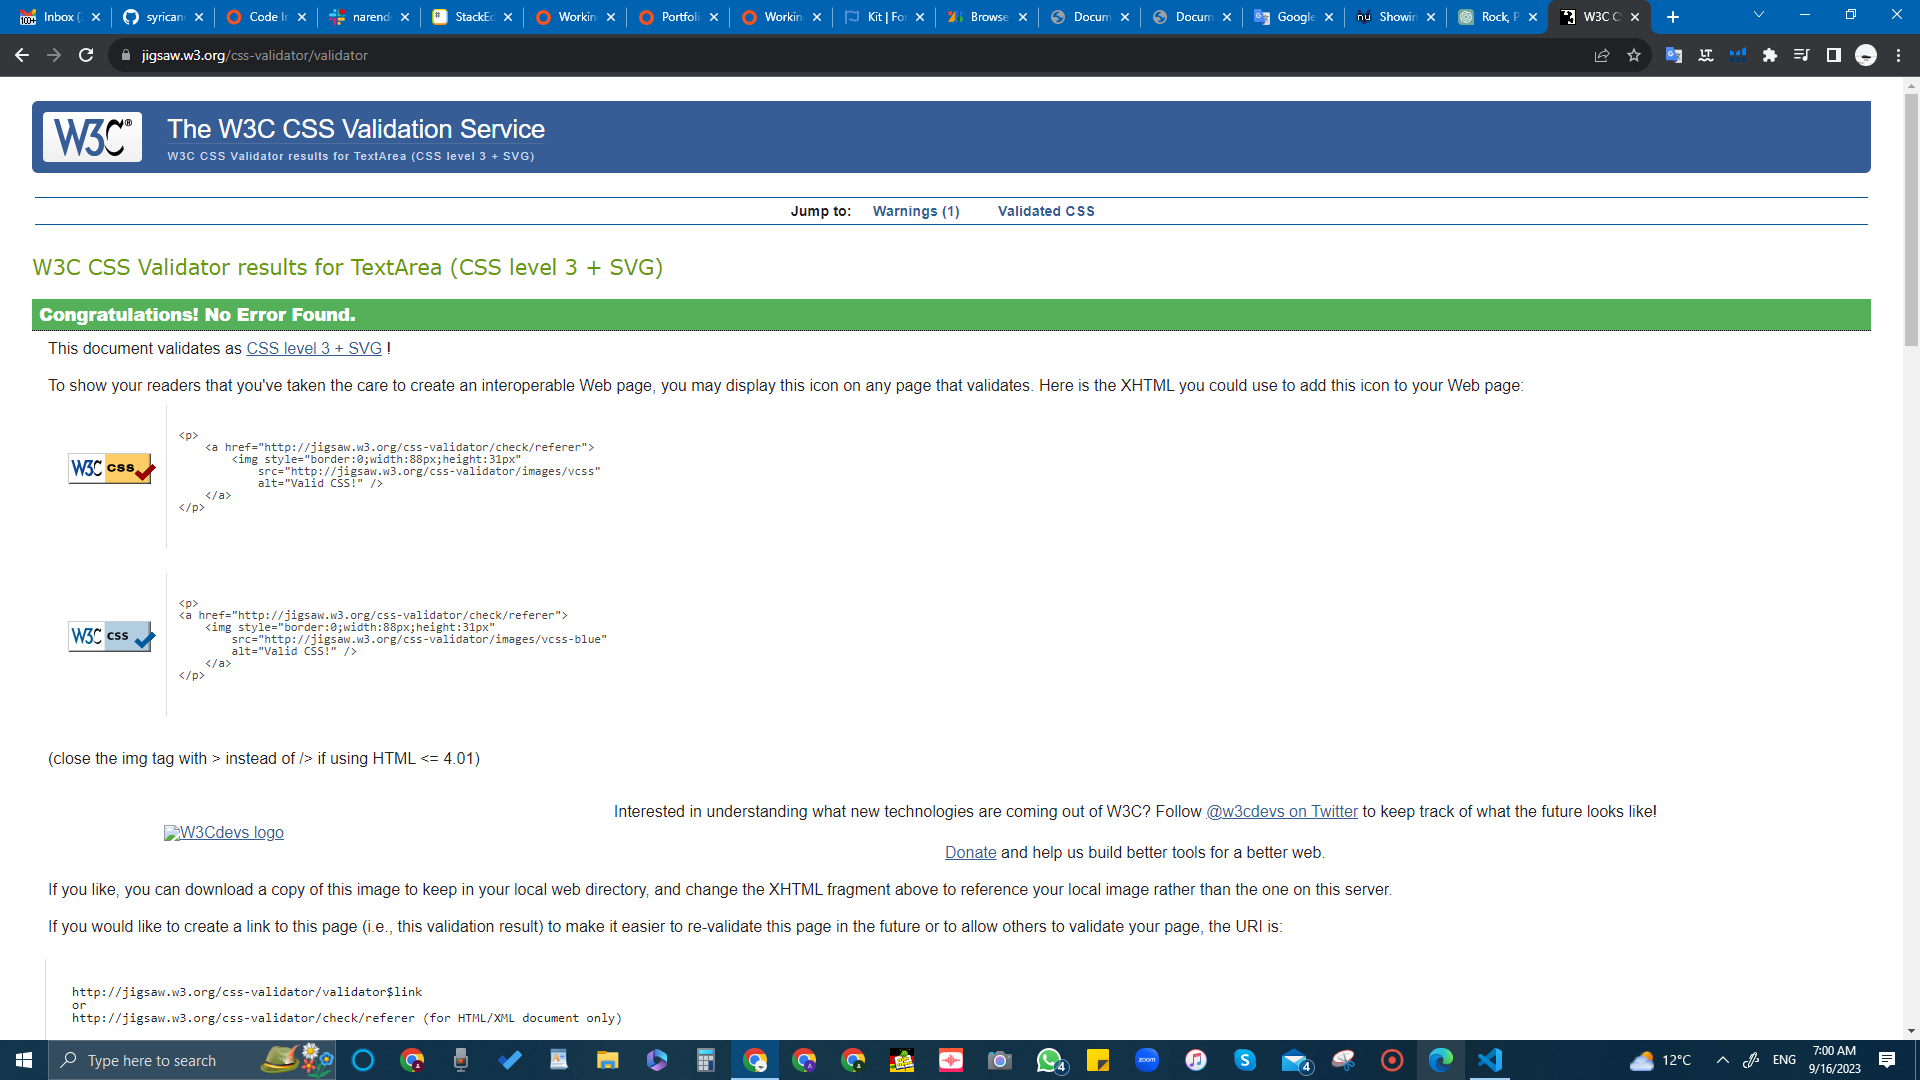 Inbox (
syrican
Code In
narend
StackEd
Working
Portfoli
Working
Kit | Fo
Browse
Docum
Docum
Google
Showin
Rock, P
W3C C
jigsaw.w3.org/css-validator/validator
W3C®
The W3C CSS Validation Service
W3C CSS Validator results for TextArea (CSS level 3 + SVG)
Jump to: Warnings (1) Validated CSS
W3C CSS Validator results for TextArea (CSS level 3 + SVG)
Congratulations! No Error Found.
This document validates as CSS level 3 + SVG !
To show your readers that you've taken the care to create an interoperable Web page, you may display this icon on any page that validates. Here is the XHTML you could use to add this icon to your Web page:
W3C css
<p>
<a href="http://jigsaw.w3.org/css-validator/check/referer">
<img style="border:0;width:88px;height:31px"
src="http://jigsaw.w3.org/css-validator/images/vcss"
alt="Valid CSS!" />
</a>
</p>
W3C css
<p>
<a href="http://jigsaw.w3.org/css-validator/check/referer">
<img style="border:0;width:88px;height:31px"
src="http://jigsaw.w3.org/css-validator/images/vcss-blue"
alt="Valid CSS!" />
</a>
</p>
(close the img tag with > instead of /> if using HTML <= 4.01)
Interested in understanding what new technologies are coming out of W3C? Follow @w3cdevs on Twitter to keep track of what the future looks like!
W3Cdevs logo
Donate and help us build better tools for a better web.
If you like, you can download a copy of this image to keep in your local web directory, and change the XHTML fragment above to reference your local image rather than the one on this server.
If you would like to create a link to this page (i.e., this validation result) to make it easier to re-validate this page in the future or to allow others to validate your page, the URI is:
http://jigsaw.w3.org/css-validator/validator$link
or
http://jigsaw.w3.org/css-validator/check/referer (for HTML/XML document only)
Type here to search
zoom
4
4
12°C
ENG
7:00 AM
9/16/2023